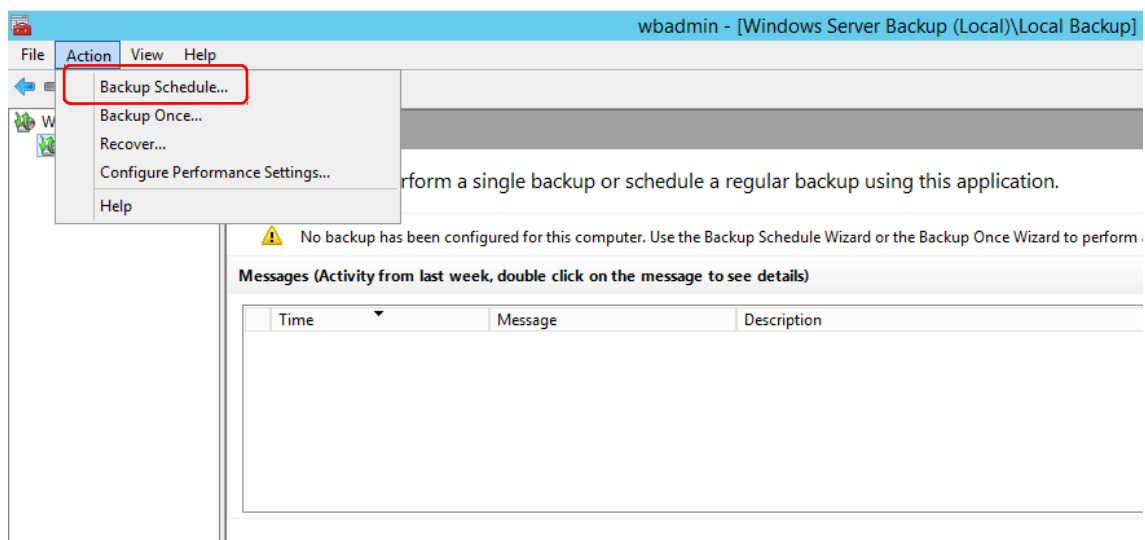 wbadmin - [Windows Server Backup (Local)\Local Backup]
File Action View Help
Backup Schedule...
Backup Once...
Recover...
Configure Performance Settings...
Help
W
rform a single backup or schedule a regular backup using this application.
No backup has been configured for this computer. Use the Backup Schedule Wizard or the Backup Once Wizard to perform
Messages (Activity from last week, double click on the message to see details)
Time Message Description